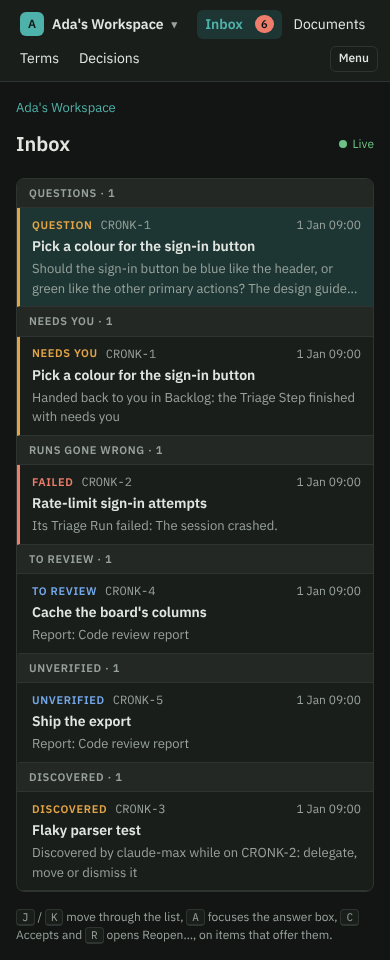 A Ada's Workspace ▾ Inbox 6 Documents
Terms Decisions Menu
Ada's Workspace
Inbox Live
QUESTIONS · 1
QUESTION CRONK-1 1 Jan 09:00
Pick a colour for the sign-in button
Should the sign-in button be blue like the header, or
green like the other primary actions? The design guide…
NEEDS YOU · 1
NEEDS YOU CRONK-1 1 Jan 09:00
Pick a colour for the sign-in button
Handed back to you in Backlog: the Triage Step finished
with needs you
RUNS GONE WRONG · 1
FAILED CRONK-2 1 Jan 09:00
Rate-limit sign-in attempts
Its Triage Run failed: The session crashed.
TO REVIEW · 1
TO REVIEW CRONK-4 1 Jan 09:00
Cache the board's columns
Report: Code review report
UNVERIFIED · 1
UNVERIFIED CRONK-5 1 Jan 09:00
Ship the export
Report: Code review report
DISCOVERED · 1
DISCOVERED CRONK-3 1 Jan 09:00
Flaky parser test
Discovered by claude-max while on CRONK-2: delegate,
move or dismiss it
J / K move through the list, A focuses the answer box, C
Accepts and R opens Reopen…, on items that offer them.